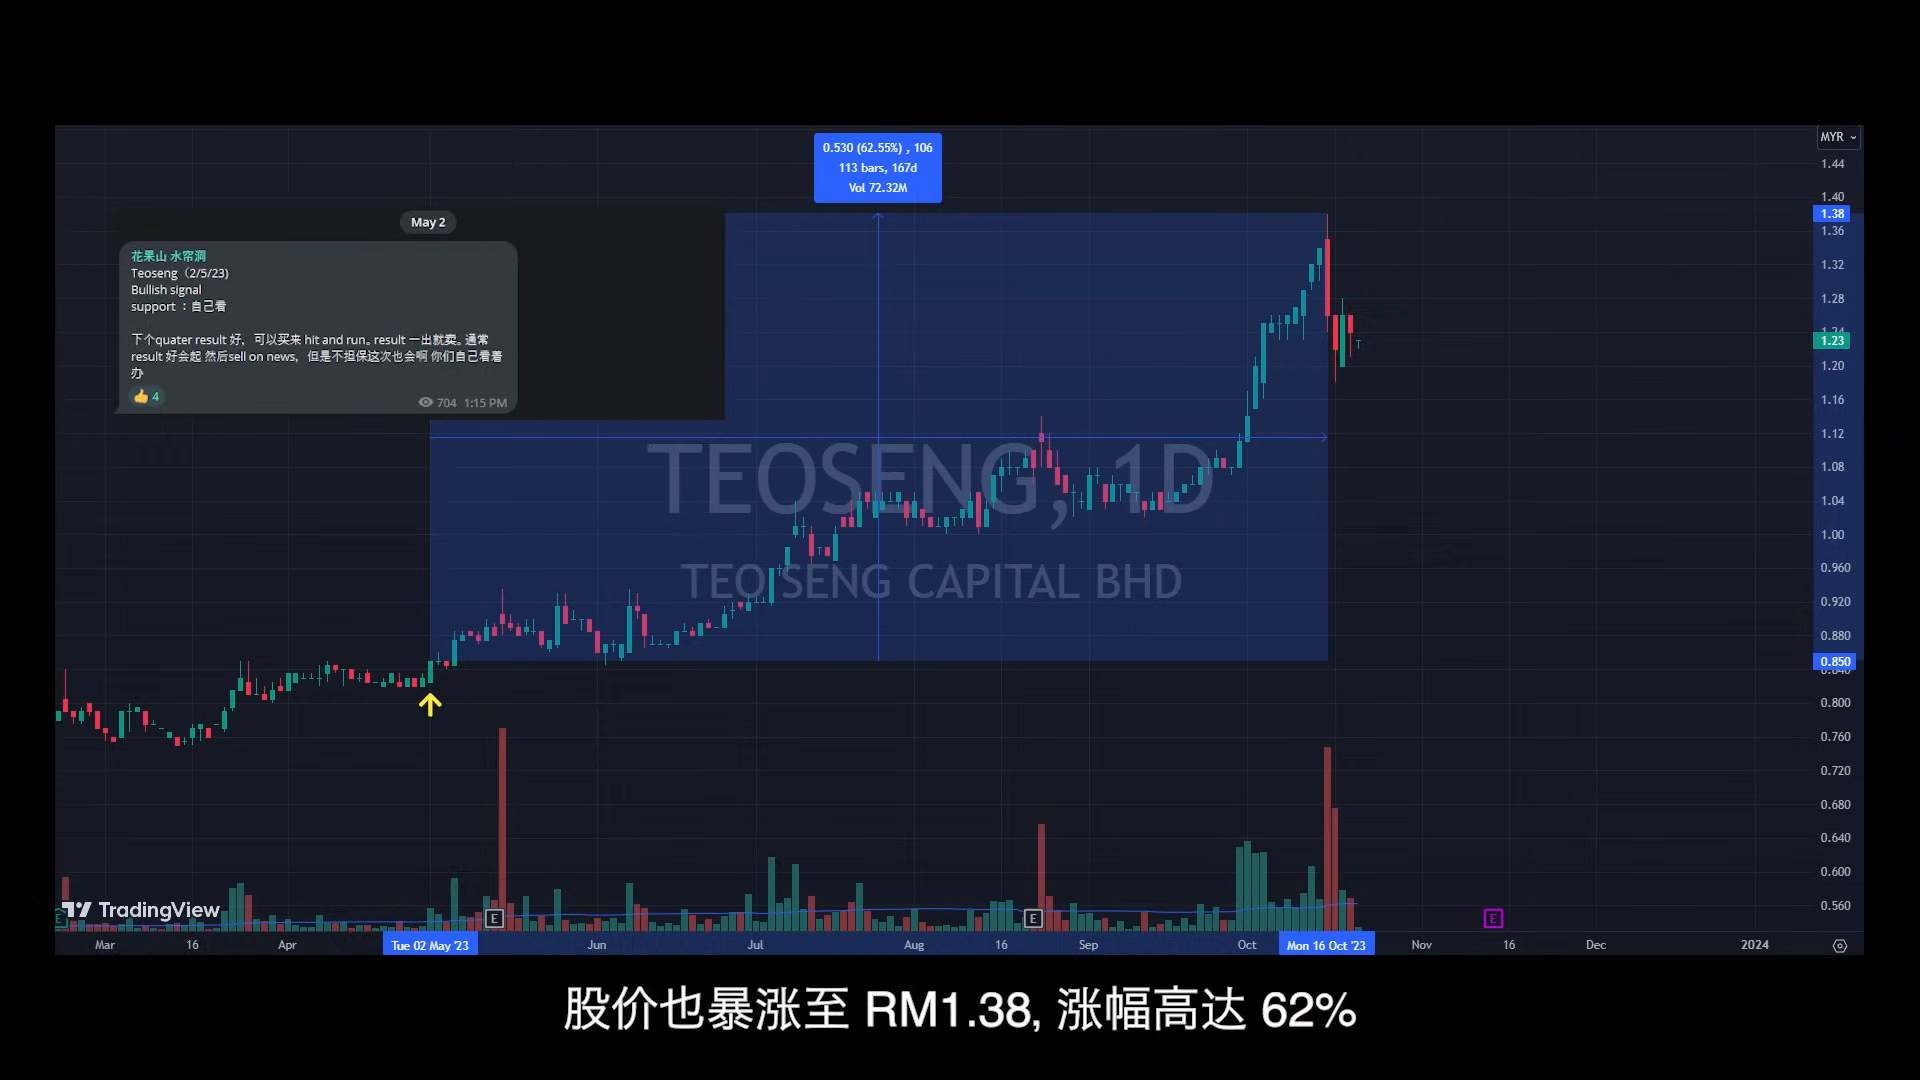 0.530 (62.55%) , 106
113 bars, 167d
Vol 72.32M
MYR
1.44
1.40
1.38
1.36
1.32
1.28
1.24
1.23
1.20
1.16
1.12
1.08
1.04
1.00
0.960
0.920
0.880
0.850
0.840
0.800
0.760
0.720
0.680
0.640
0.600
0.560
May 2
花果山 水帘洞
Teoseng（2/5/23)
Bullish signal
support ：自己看
下个quater result 好，可以买来 hit and run。result 一出就卖。通常
result 好会起 然后sell on news，但是不担保这次也会啊 你们自己看着
办
👍 4
704 1:15 PM
TEOSENG, 1D
TEO SENG CAPITAL BHD
TradingView
E
E
E
E
Mar 16 Apr Tue 02 May '23 Jun Jul Aug 16 Sep Oct Mon 16 Oct '23 Nov 16 Dec 2024
股价也暴涨至 RM1.38, 涨幅高达 62%